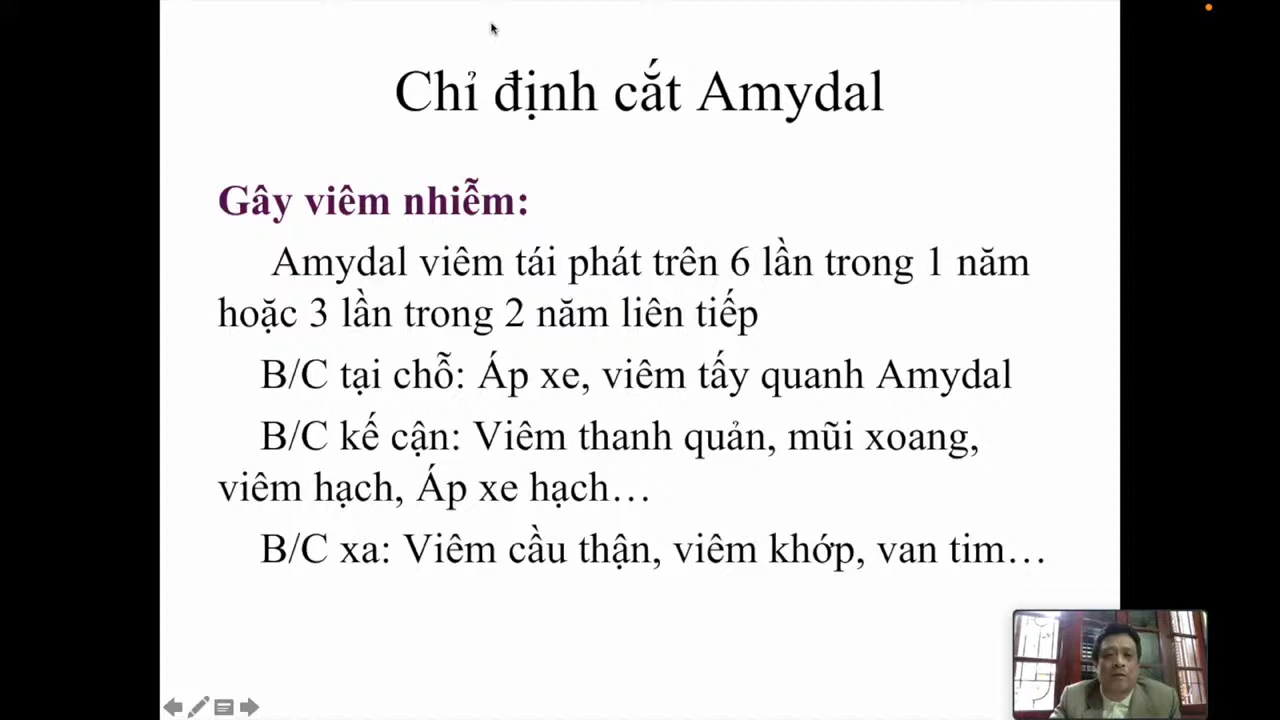 Chỉ định cắt Amydal
Gây viêm nhiễm:
Amydal viêm tái phát trên 6 lần trong 1 năm
hoặc 3 lần trong 2 năm liên tiếp
B/C tại chỗ: Áp xe, viêm tấy quanh Amydal
B/C kế cận: Viêm thanh quản, mũi xoang,
viêm hạch, Áp xe hạch…
B/C xa: Viêm cầu thận, viêm khớp, van tim…